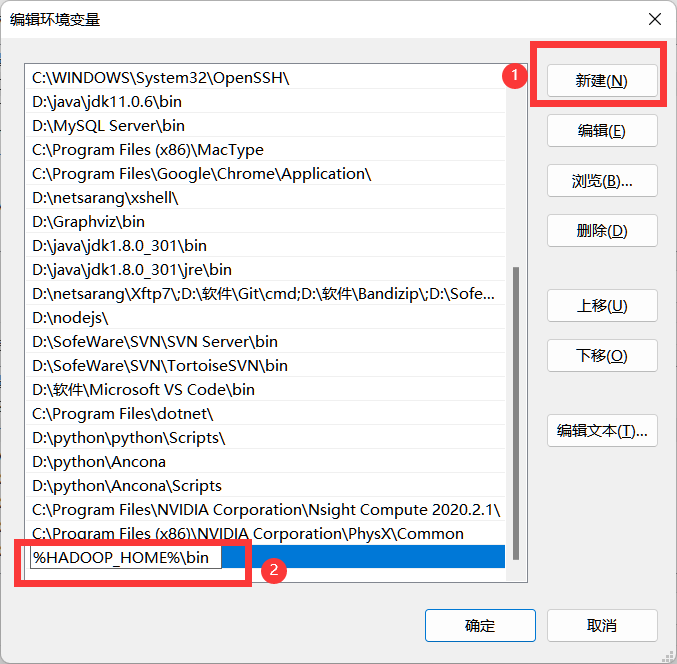 编辑环境变量
C:\WINDOWS\System32\OpenSSH\
D:\java\jdk11.0.6\bin
D:\MySQL Server\bin
C:\Program Files (x86)\MacType
C:\Program Files\Google\Chrome\Application\
D:\netsarang\xshell\
D:\Graphviz\bin
D:\java\jdk1.8.0_301\bin
D:\java\jdk1.8.0_301\jre\bin
D:\netsarang\Xftp7\;D:\软件\Git\cmd;D:\软件\Bandizip\;D:\Sofe...
D:\nodejs\
D:\SofeWare\SVN\SVN Server\bin
D:\SofeWare\SVN\TortoiseSVN\bin
D:\软件\Microsoft VS Code\bin
C:\Program Files\dotnet\
D:\python\python\Scripts\
D:\python\Ancona
D:\python\Ancona\Scripts
C:\Program Files\NVIDIA Corporation\Nsight Compute 2020.2.1\
C:\Program Files (x86)\NVIDIA Corporation\PhysX\Common
%HADOOP_HOME%\bin
2
1
新建(N)
编辑(E)
浏览(B)...
删除(D)
上移(U)
下移(O)
编辑文本(T)...
确定
取消